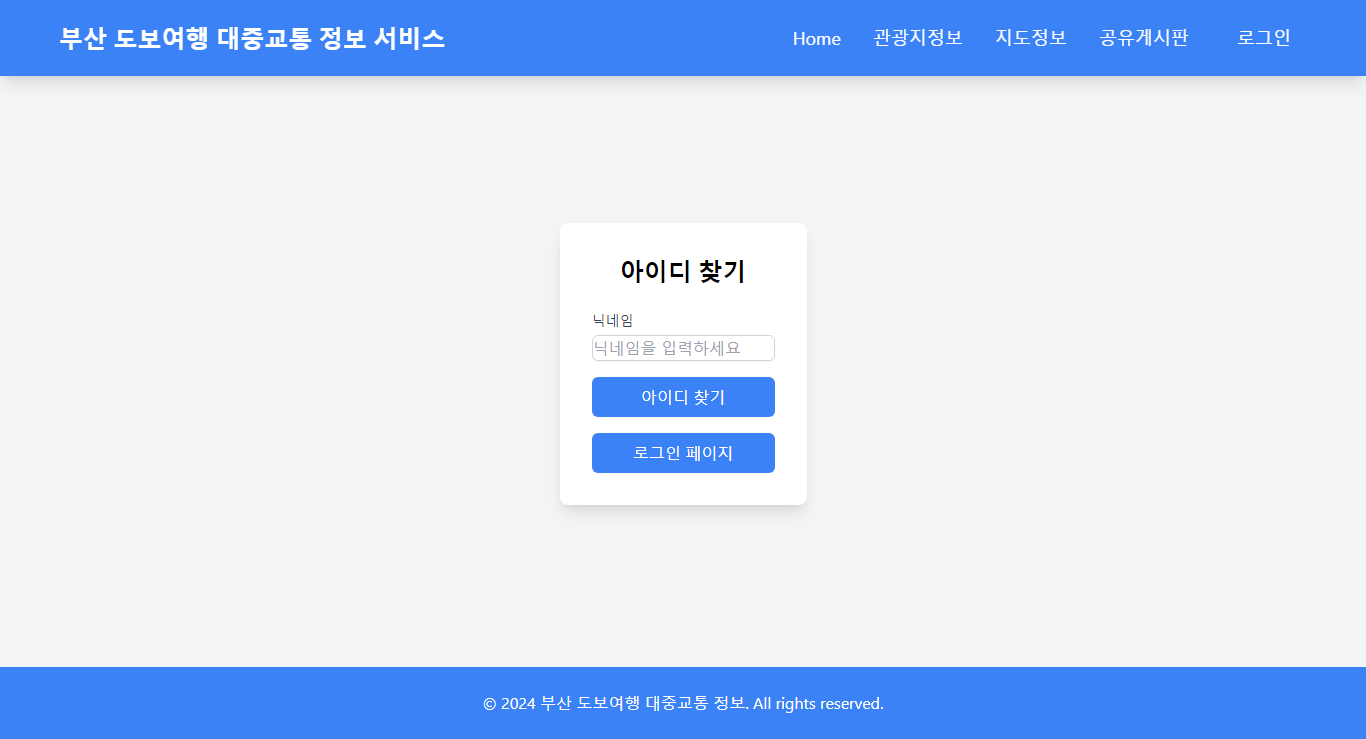 부산 도보여행 대중교통 정보 서비스
Home 관광지정보 지도정보 공유게시판 로그인
아이디 찾기
닉네임
닉네임을 입력하세요
아이디 찾기
로그인 페이지
© 2024 부산 도보여행 대중교통 정보. All rights reserved.